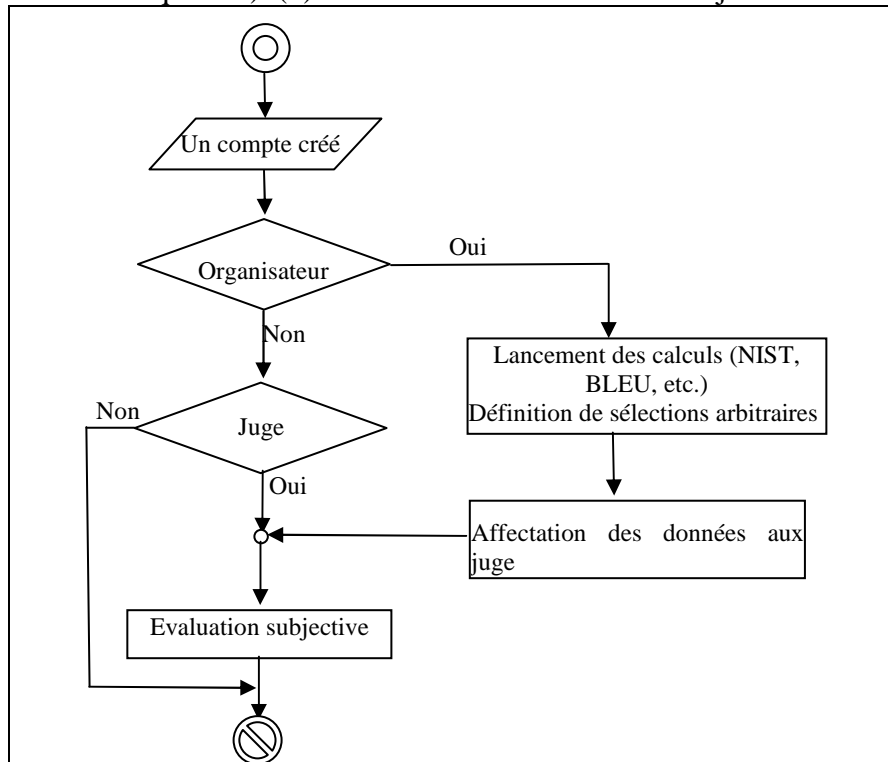 Un compte créé
Oui
Organisateur
Non
Lancement des calculs (NIST,
BLEU, etc.)
Définition de sélections arbitraires
Non
Juge
Oui
Affectation des données aux
juge
Evaluation subjective